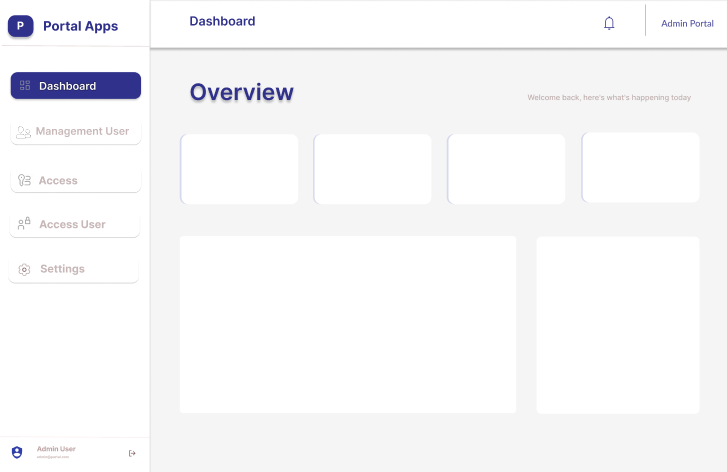 P
Portal Apps
Dashboard
Admin Portal
Dashboard
Management User
Access
Access User
Settings
Overview
Welcome back, here's what's happening today
Admin User